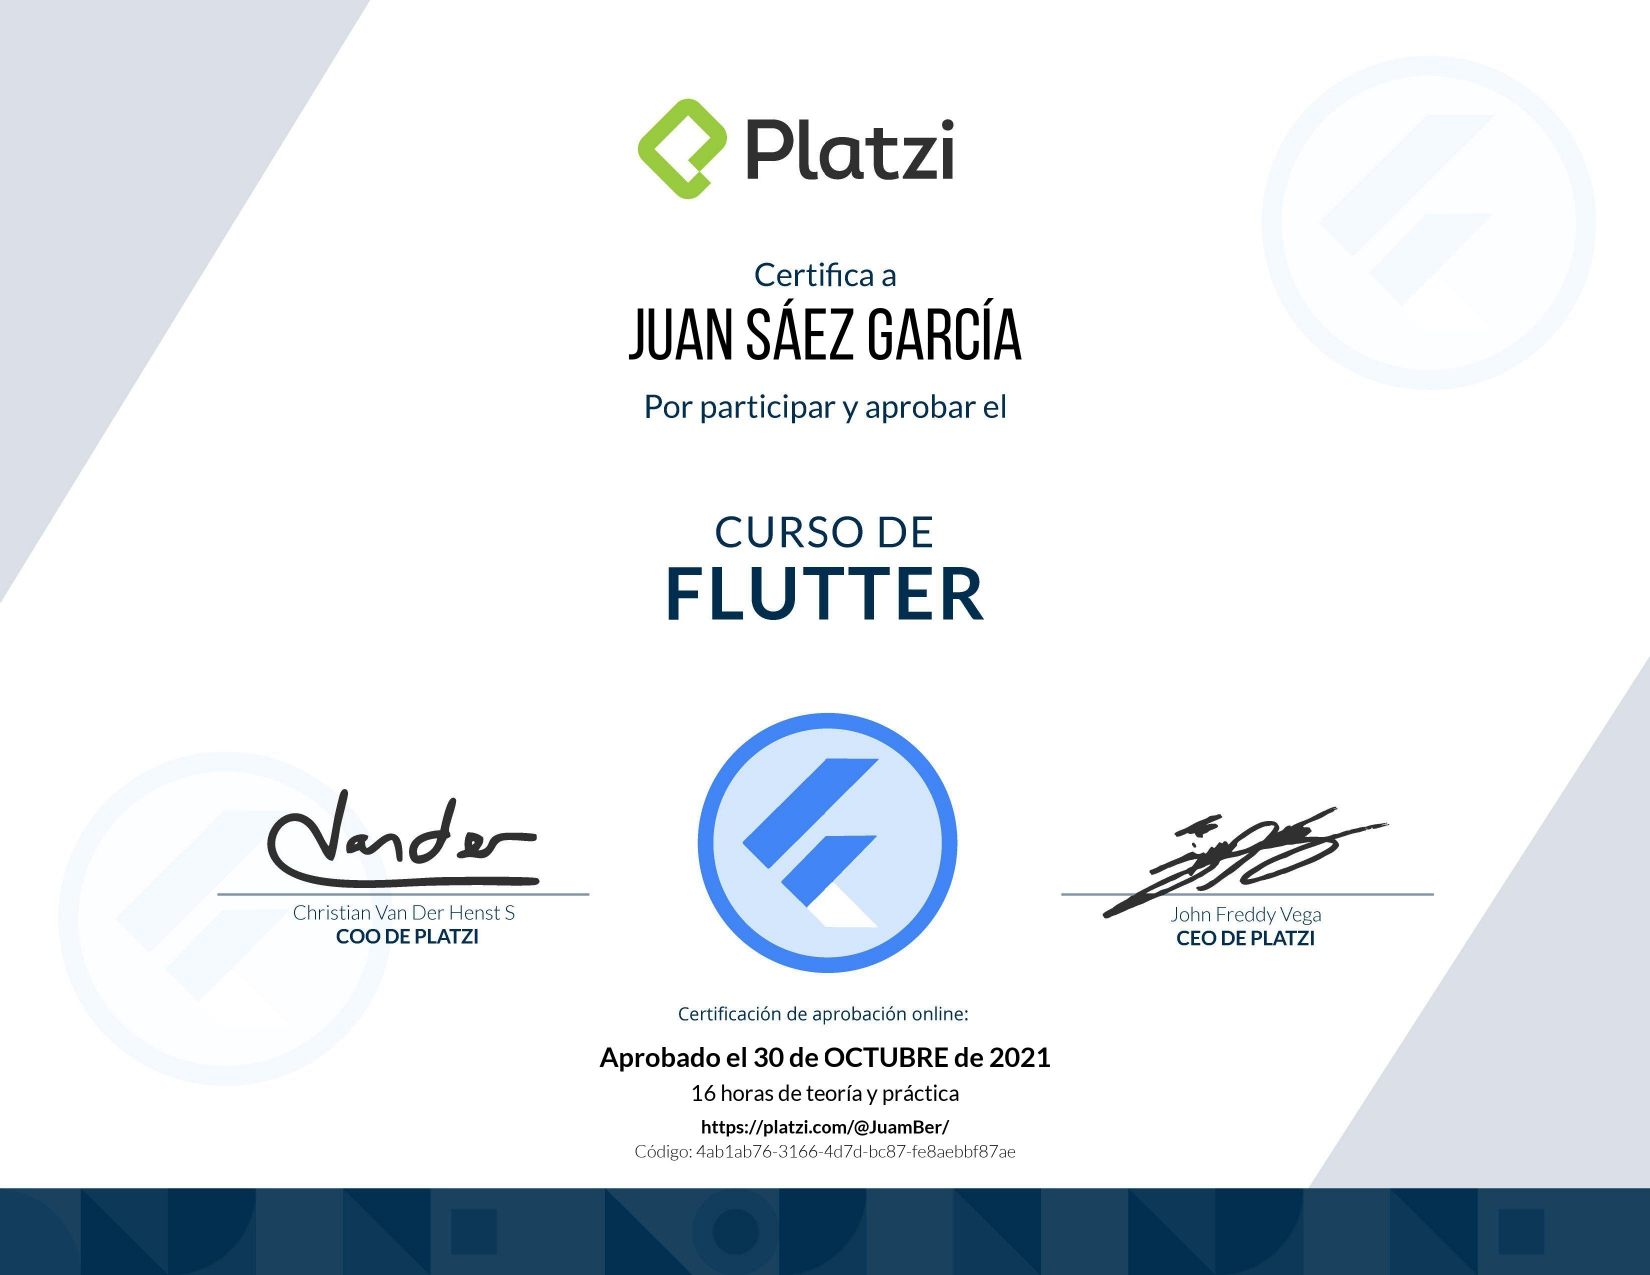 Platzi
Certifica a
JUAN SÁEZ GARCÍA
Por participar y aprobar el
CURSO DE
FLUTTER
Vander
Christian Van Der Henst S
COO DE PLATZI
John Freddy Vega
CEO DE PLATZI
Certificación de aprobación online:
Aprobado el 30 de OCTUBRE de 2021
16 horas de teoría y práctica
https://platzi.com/@JuamBer/
Código: 4ab1ab76-3166-4d7d-bc87-fe8aebbf87ae